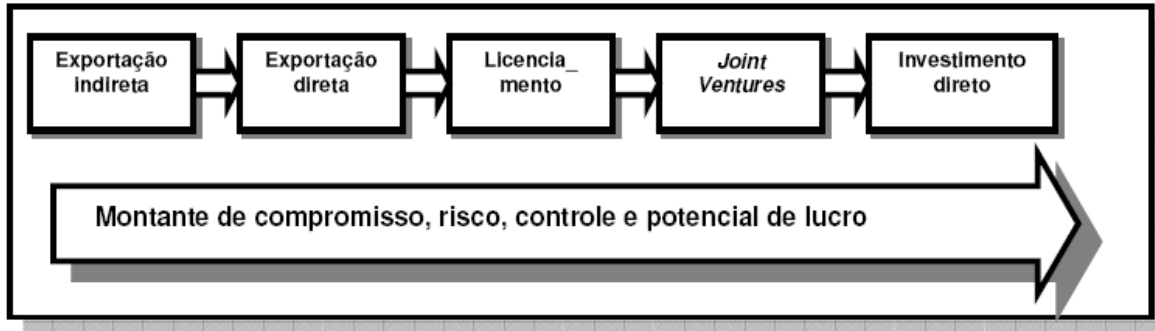 Exportação
indireta
Exportação
direta
Licencia_
mento
Joint
Ventures
Investimento
direto
Montante de compromisso, risco, controle e potencial de lucro